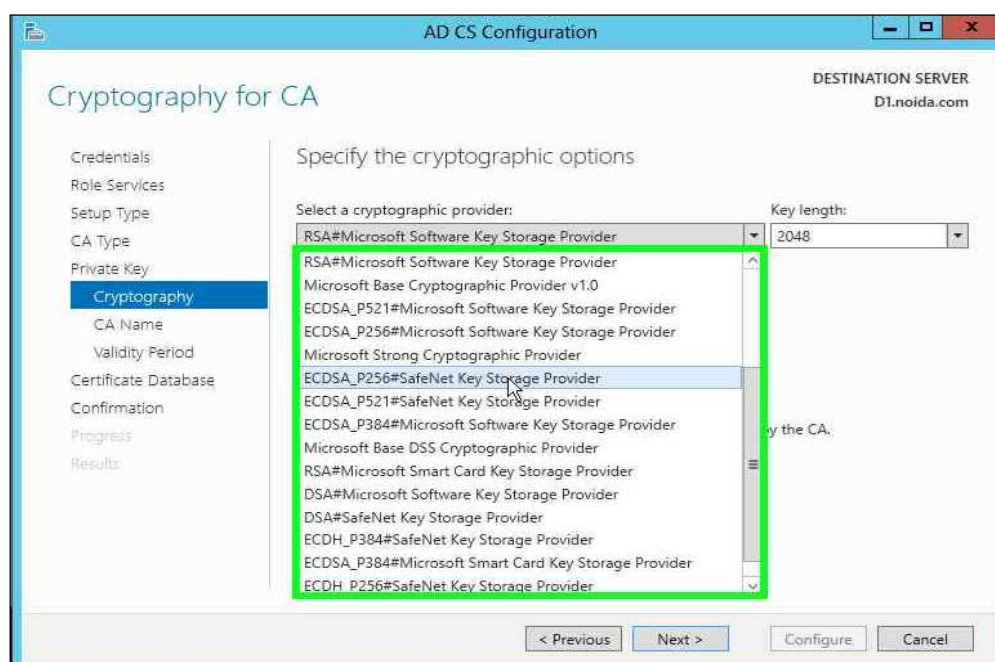 AD CS Configuration
DESTINATION SERVER
D1.noida.com
Cryptography for CA
Credentials
Role Services
Setup Type
CA Type
Private Key
Cryptography
CA Name
Validity Period
Certificate Database
Confirmation
Progress
Results
Specify the cryptographic options
Select a cryptographic provider:
Key length:
RSA#Microsoft Software Key Storage Provider
2048
RSA#Microsoft Software Key Storage Provider
Microsoft Base Cryptographic Provider v1.0
ECDSA_P521#Microsoft Software Key Storage Provider
ECDSA_P256#Microsoft Software Key Storage Provider
Microsoft Strong Cryptographic Provider
ECDSA_P256#SafeNet Key Storage Provider
ECDSA_P521#SafeNet Key Storage Provider
ECDSA_P384#Microsoft Software Key Storage Provider
Microsoft Base DSS Cryptographic Provider
RSA#Microsoft Smart Card Key Storage Provider
DSA#Microsoft Software Key Storage Provider
DSA#SafeNet Key Storage Provider
ECDH_P384#SafeNet Key Storage Provider
ECDSA_P384#Microsoft Smart Card Key Storage Provider
ECDH_P256#SafeNet Key Storage Provider
y the CA.
< Previous
Next >
Configure
Cancel